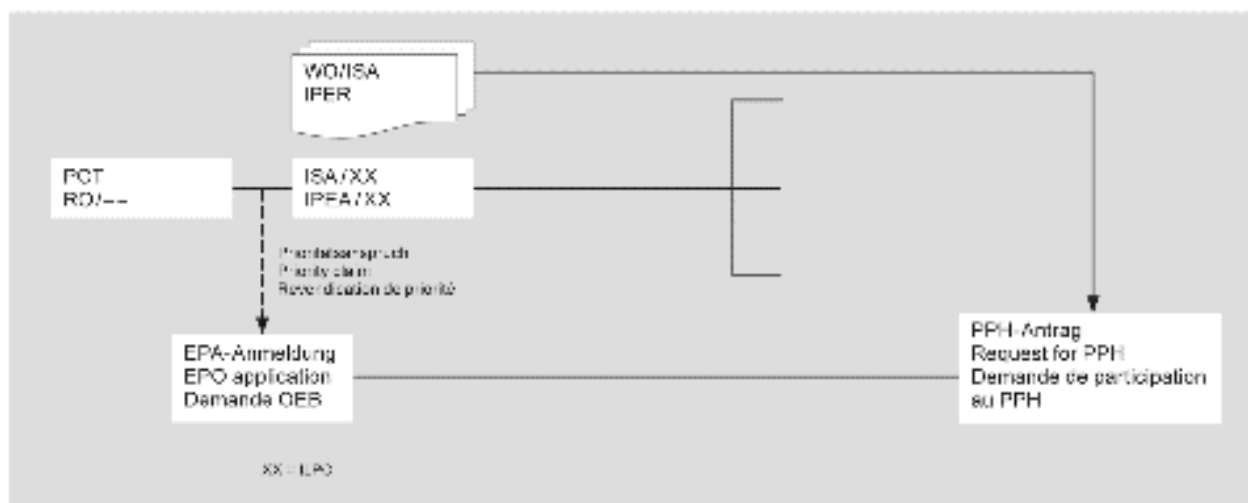 WO/ISA
IPER
PCT
RO/--
ISA/XX
IPEA/XX
Prioritätsanspruch
Priority claim
Revendication de priorité
EPA-Anmeldung
EPO application
Demande OEB
PPH-Antrag
Request for PPH
Demande de participation
au PPH
XX =